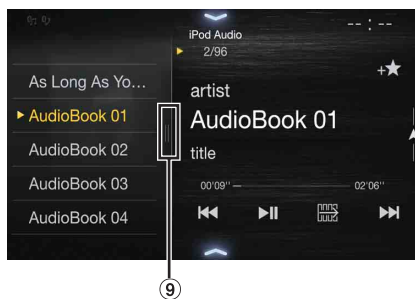 iPod Audio
2/96
-- : --
As Long As Yo...
AudioBook 01
AudioBook 02
AudioBook 03
AudioBook 04
artist
AudioBook 01
title
00'09"
02'06"
9